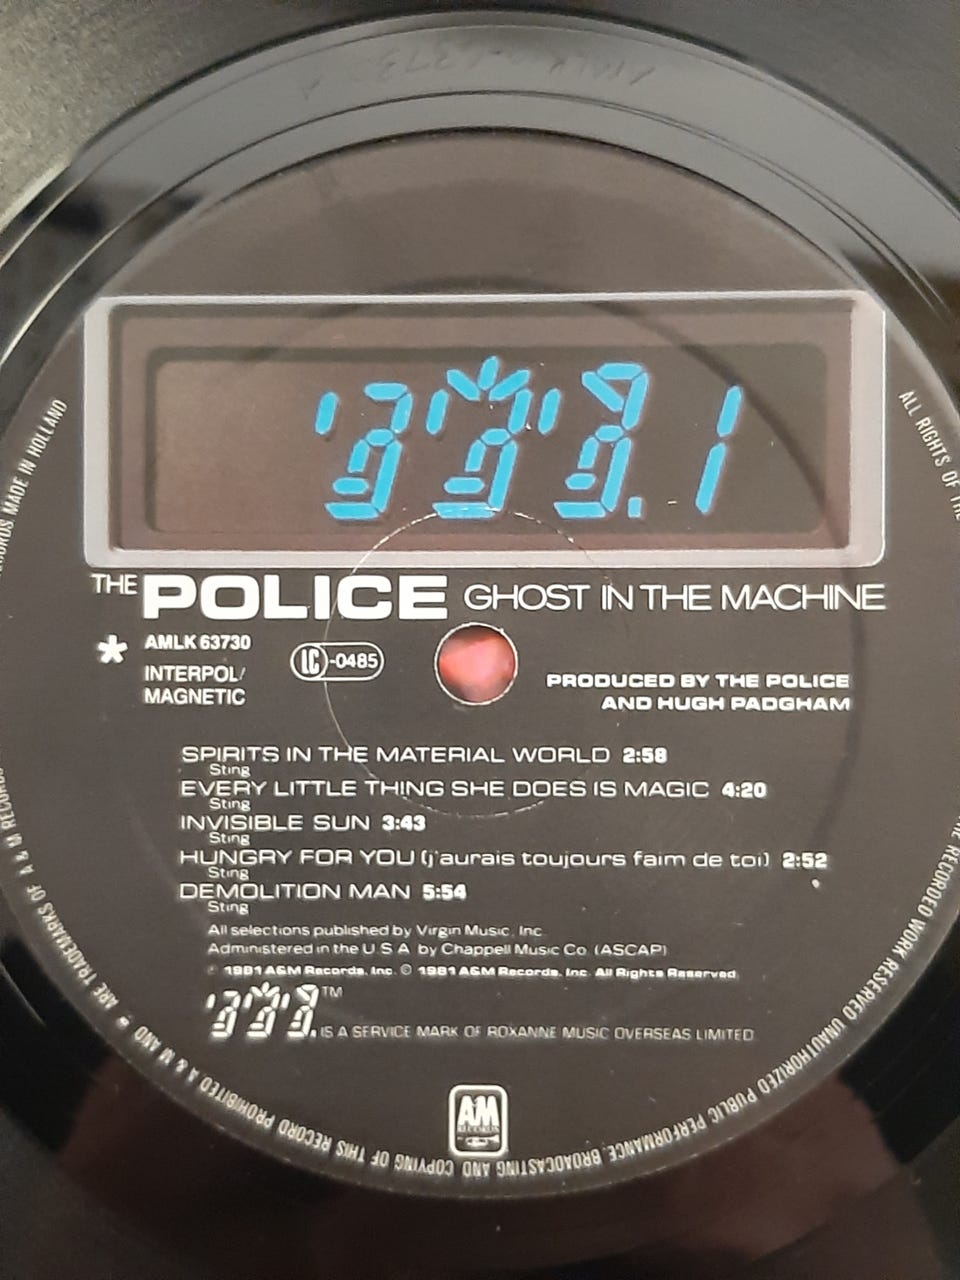 THE POLICE GHOST IN THE MACHINE
* AMLK 63730
INTERPOL/
MAGNETIC
LC-0485
PRODUCED BY THE POLICE
AND HUGH PADGHAM
SPIRITS IN THE MATERIAL WORLD 2:58
Sting
EVERY LITTLE THING SHE DOES IS MAGIC 4:20
Sting
INVISIBLE SUN 3:43
Sting
HUNGRY FOR YOU (j'aurais toujours faim de toi) 2:52
Sting
DEMOLITION MAN 5:54
Sting
All selections published by Virgin Music, Inc.
Administered in the U S A by Chappell Music Co. (ASCAP)
℗ 1981 A&M Records, Inc. © 1981 A&M Records, Inc. All Rights Reserved.
TM
IS A SERVICE MARK OF ROXANNE MUSIC OVERSEAS LIMITED
A&M
RECORDS
ALL RIGHTS OF THE
RECORDED WORK RESERVED UNAUTHORIZED PUBLIC PERFORMANCE, BROADCASTING AND COPYING OF THIS RECORD PROHIBITED A & M AND
ARE TRADEMARKS OF A & M RECORDS
MADE IN HOLLAND
1